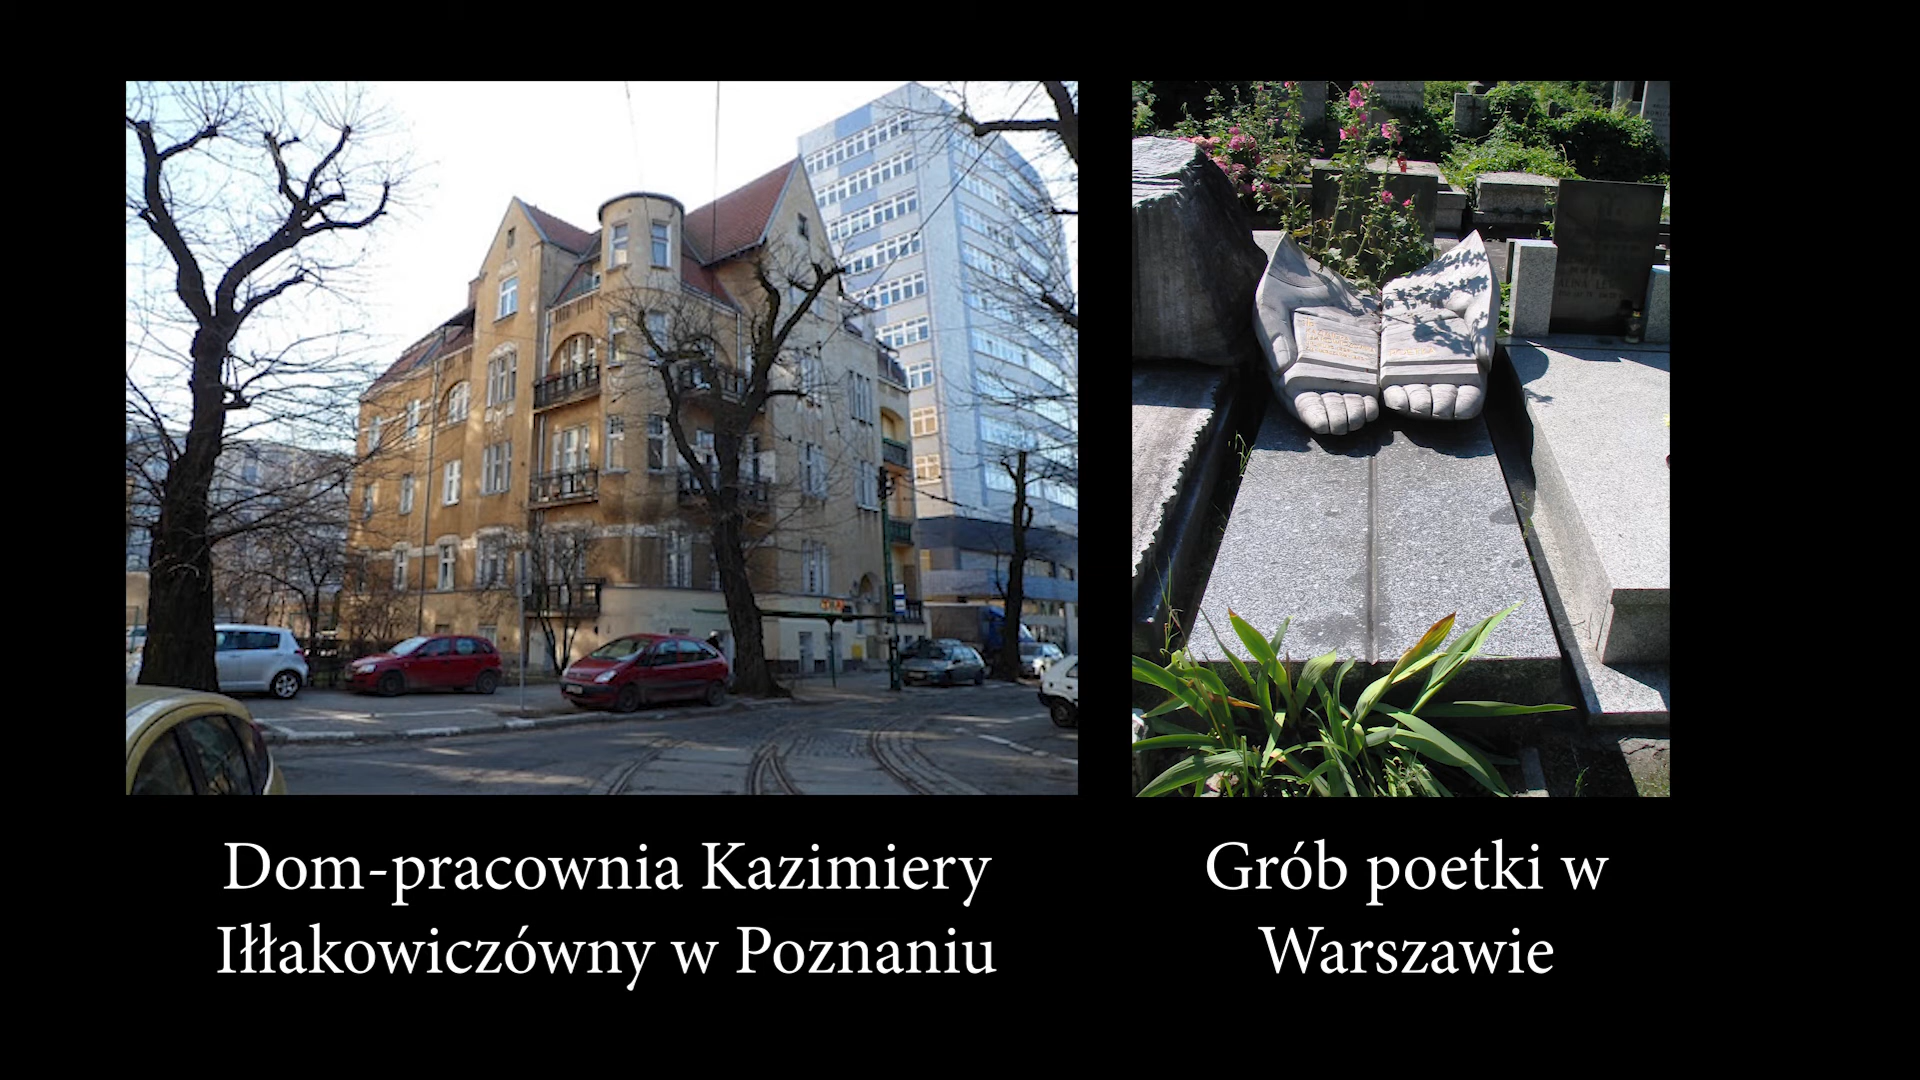 Dom-pracownia Kazimiery
Iłłakowiczówny w Poznaniu
Grób poetki w
Warszawie